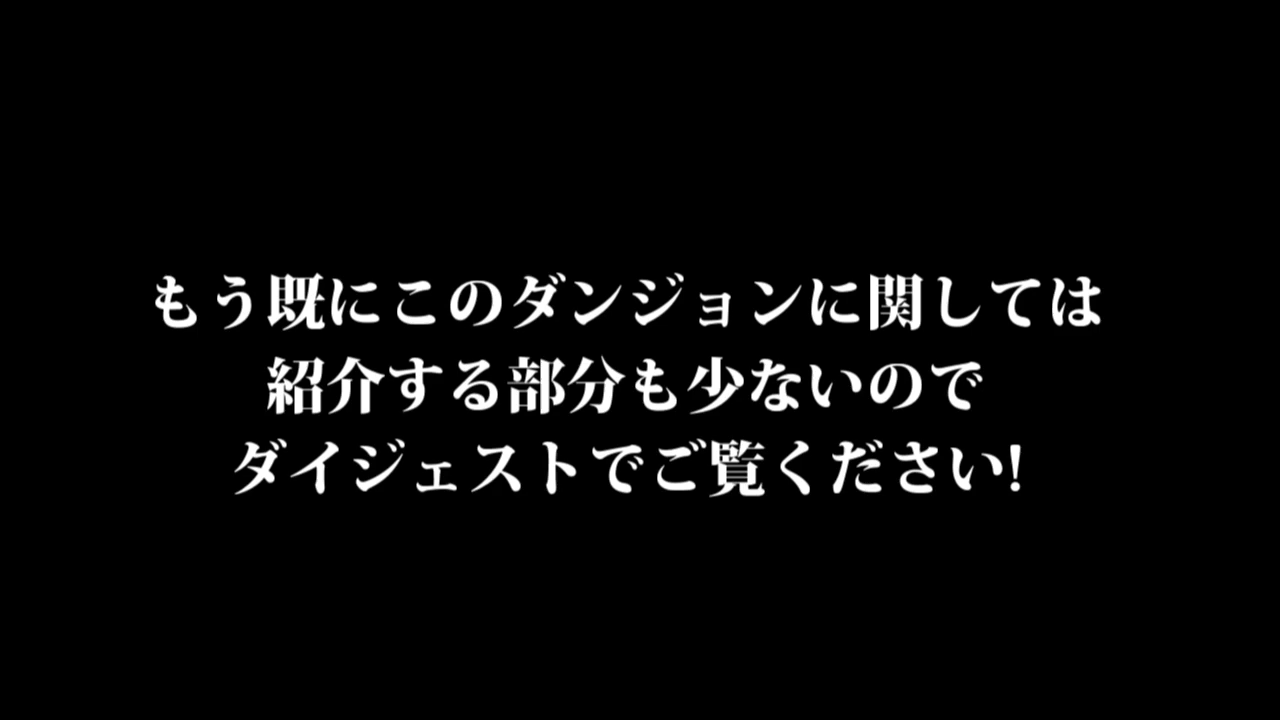 もう既にこのダンジョンに関しては
紹介する部分も少ないので
ダイジェストでご覧ください!